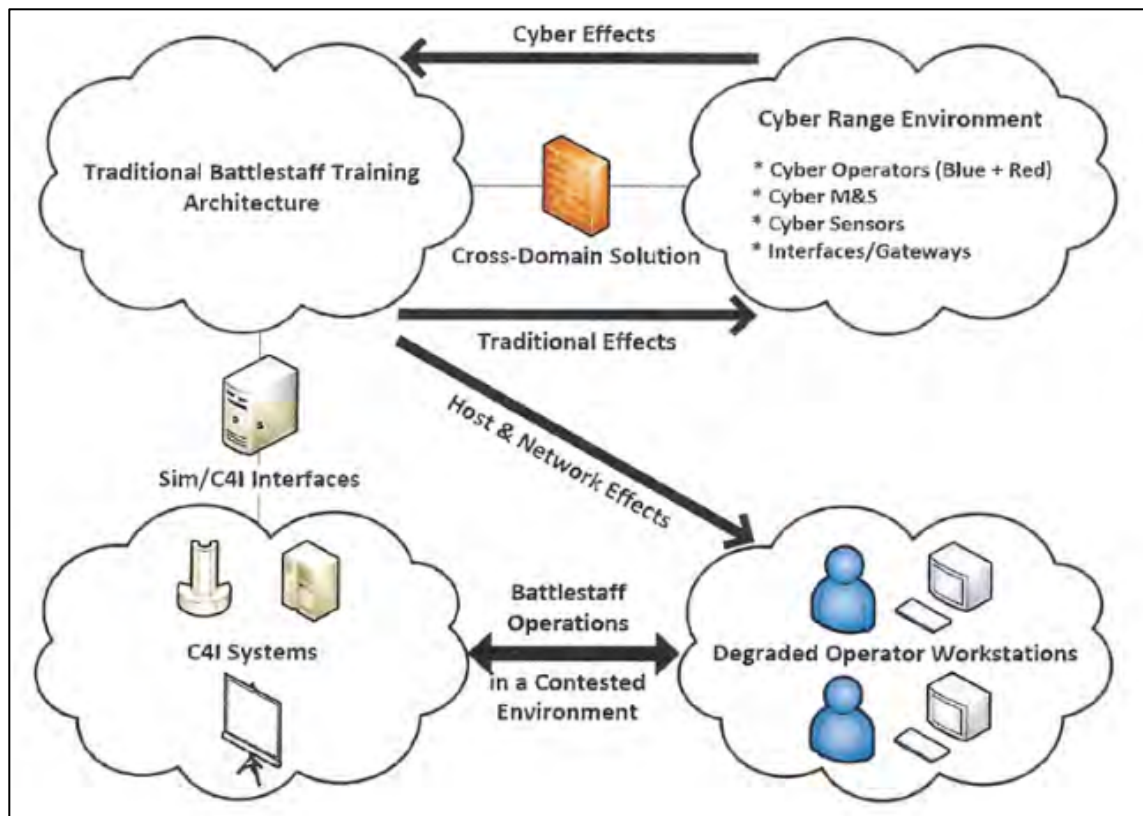 Cyber Effects
Traditional Battlestaff Training
Architecture
Cyber Range Environment
* Cyber Operators (Blue + Red)
* Cyber M&S
* Cyber Sensors
* Interfaces/Gateways
Cross-Domain Solution
Traditional Effects
Host & Network Effects
Sim/C4I Interfaces
C4I Systems
Battlestaff
Operations
in a Contested
Environment
Degraded Operator Workstations